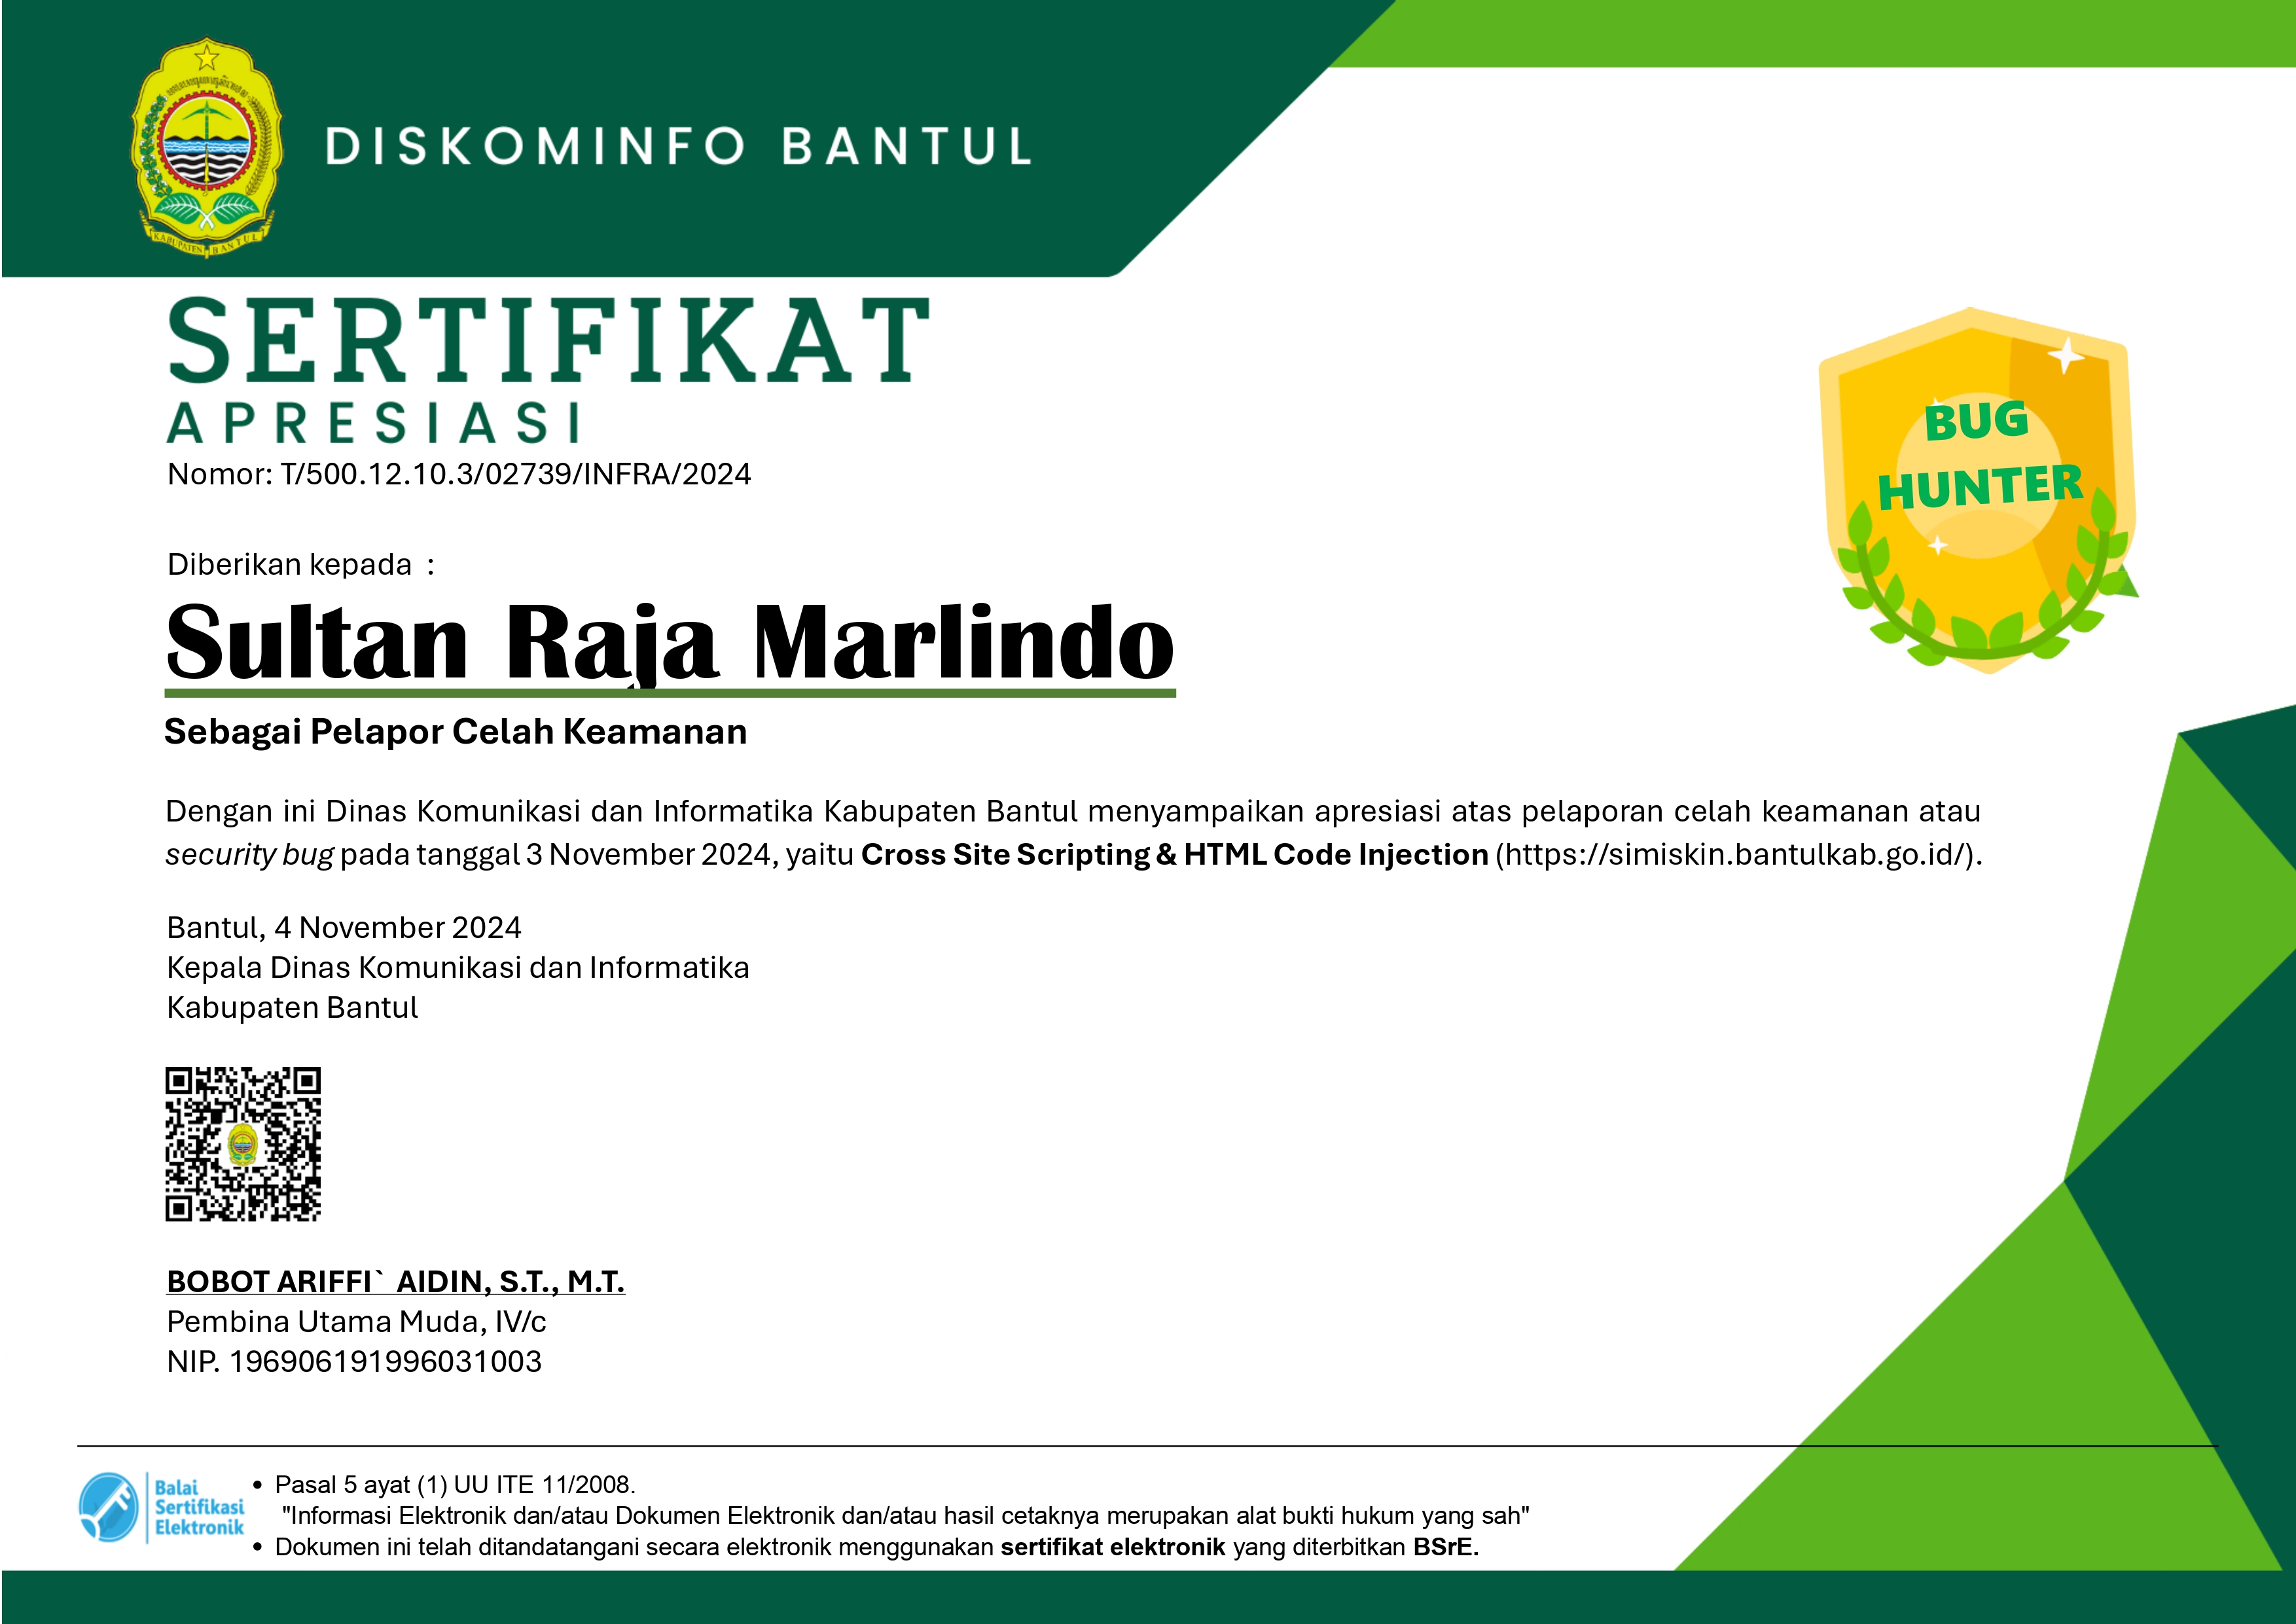 DISKOMINFO BANTUL
KABUPATEN BANTUL
SERTIFIKAT
APRESIASI
Nomor: T/500.12.10.3/02739/INFRA/2024
BUG
HUNTER
Diberikan kepada :
Sultan Raja Marlindo
Sebagai Pelapor Celah Keamanan
Dengan ini Dinas Komunikasi dan Informatika Kabupaten Bantul menyampaikan apresiasi atas pelaporan celah keamanan atau
security bug pada tanggal 3 November 2024, yaitu Cross Site Scripting & HTML Code Injection (https://simiskin.bantulkab.go.id/).
Bantul, 4 November 2024
Kepala Dinas Komunikasi dan Informatika
Kabupaten Bantul
BOBOT ARIFFI` AIDIN, S.T., M.T.
Pembina Utama Muda, IV/c
NIP. 196906191996031003
Balai
Sertifikasi
Elektronik
• Pasal 5 ayat (1) UU ITE 11/2008.
"Informasi Elektronik dan/atau Dokumen Elektronik dan/atau hasil cetaknya merupakan alat bukti hukum yang sah"
• Dokumen ini telah ditandatangani secara elektronik menggunakan sertifikat elektronik yang diterbitkan BSrE.